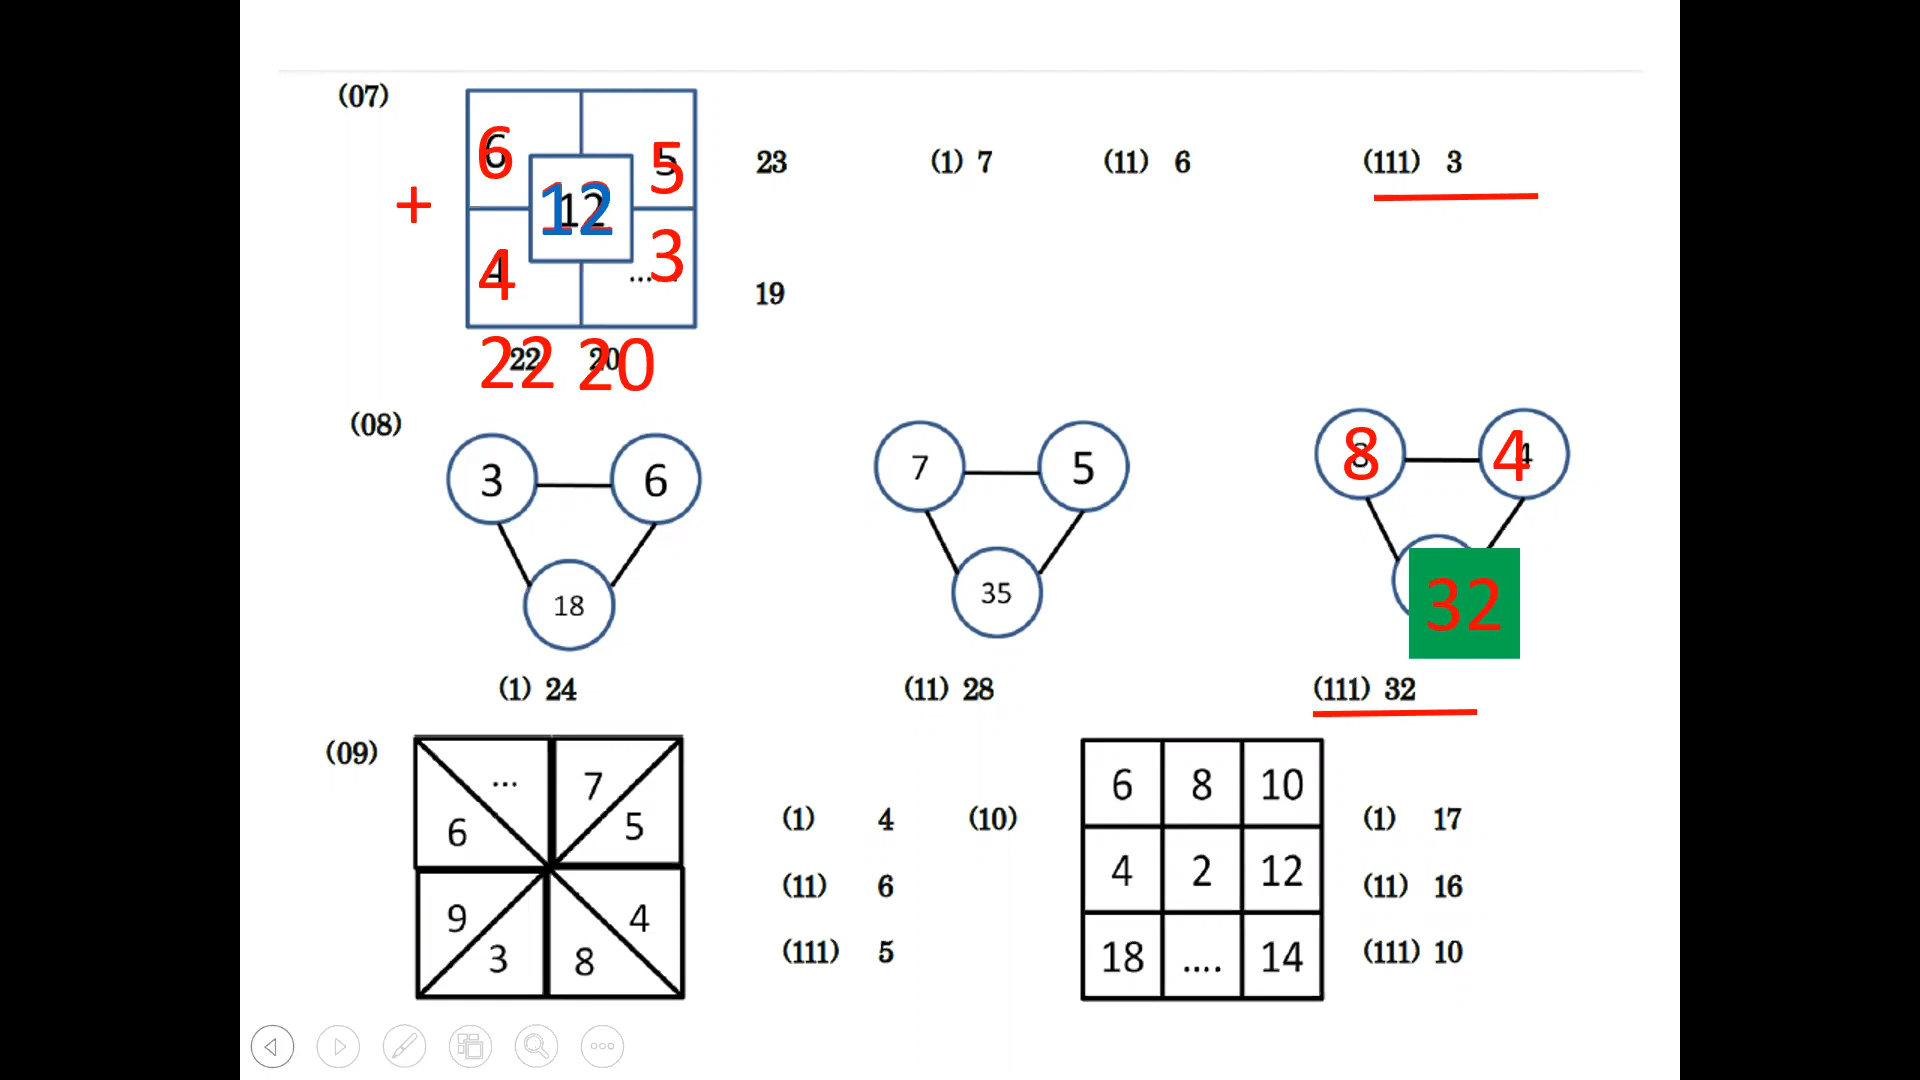 (07)
6 5 23 (1) 7 (11) 6 (111) 3
+ 12
4 3 19
22 20
(08)
3 6 7 5 8 4
18 35 32
(1) 24 (11) 28 (111) 32
(09)
... 7 6 8 10
6 5 (1) 4 (10) (1) 17
9 4 (11) 6 4 2 12 (11) 16
3 8 (111) 5 18 .... 14 (111) 10